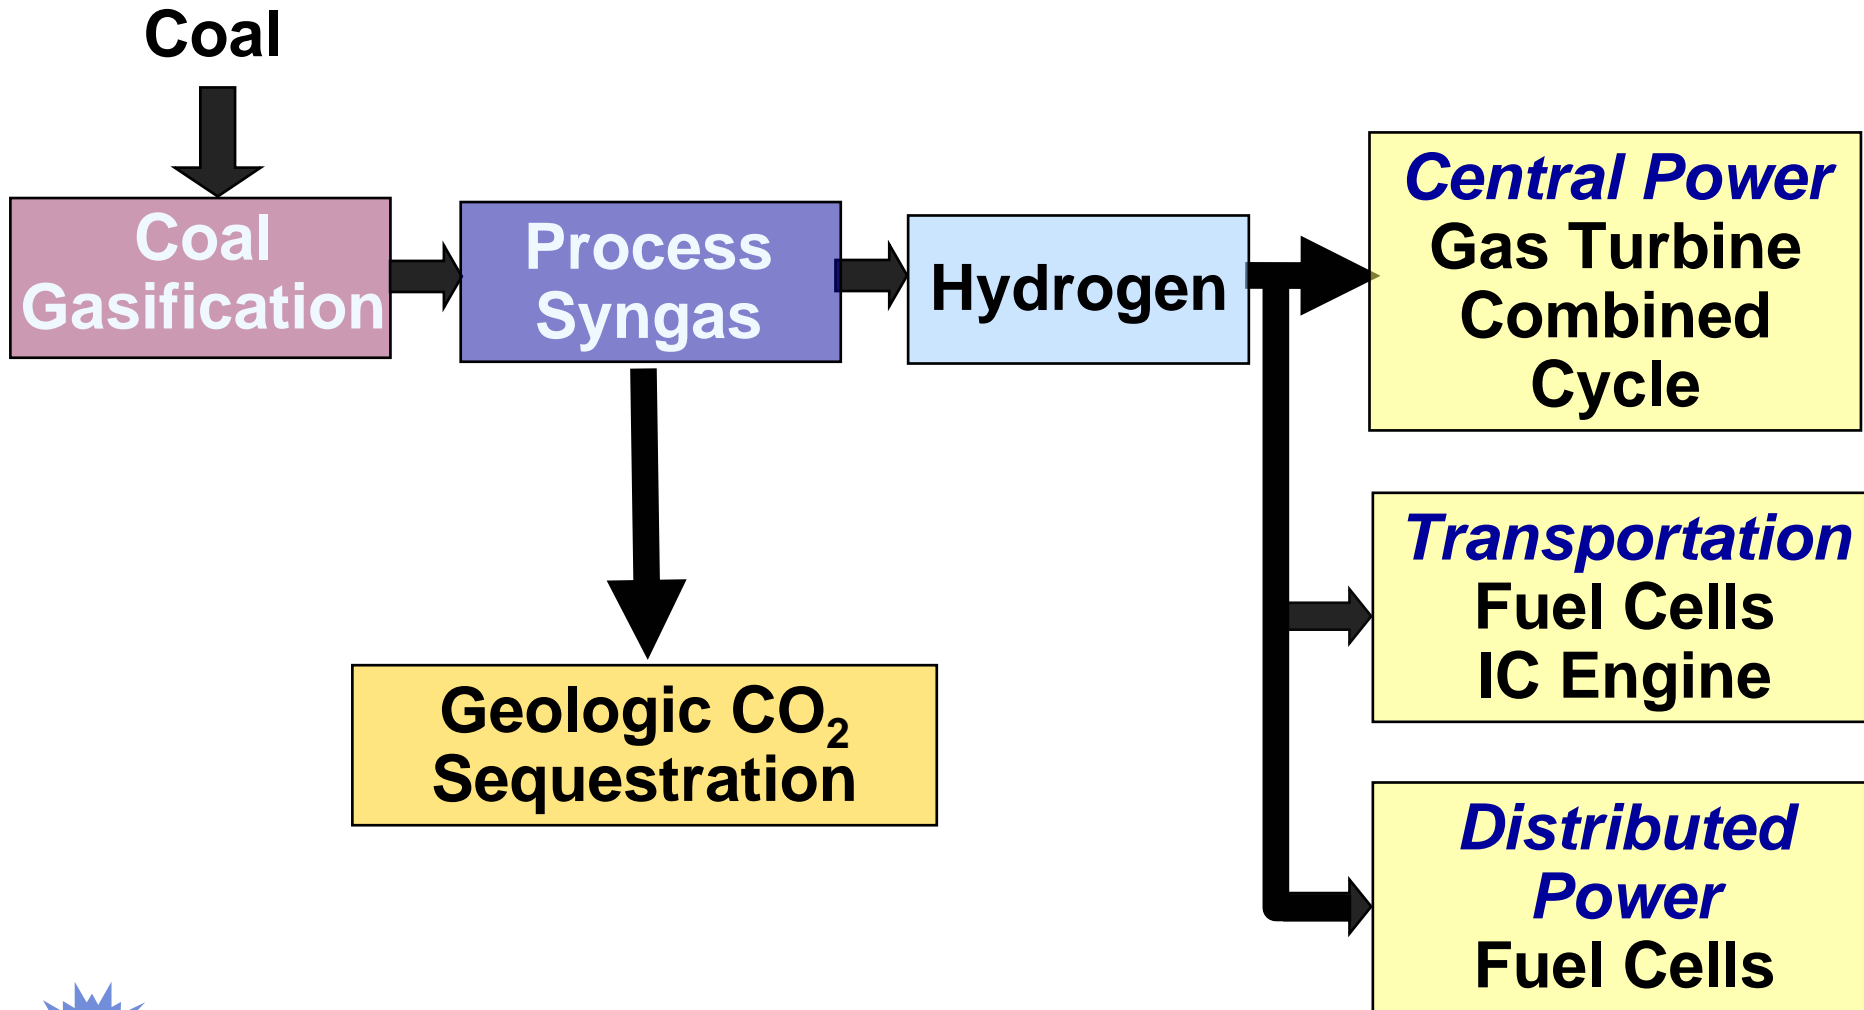 Coal
Coal
Gasification
Process
Syngas
Hydrogen
Geologic CO₂
Sequestration
Central Power
Gas Turbine
Combined
Cycle
Transportation
Fuel Cells
IC Engine
Distributed
Power
Fuel Cells